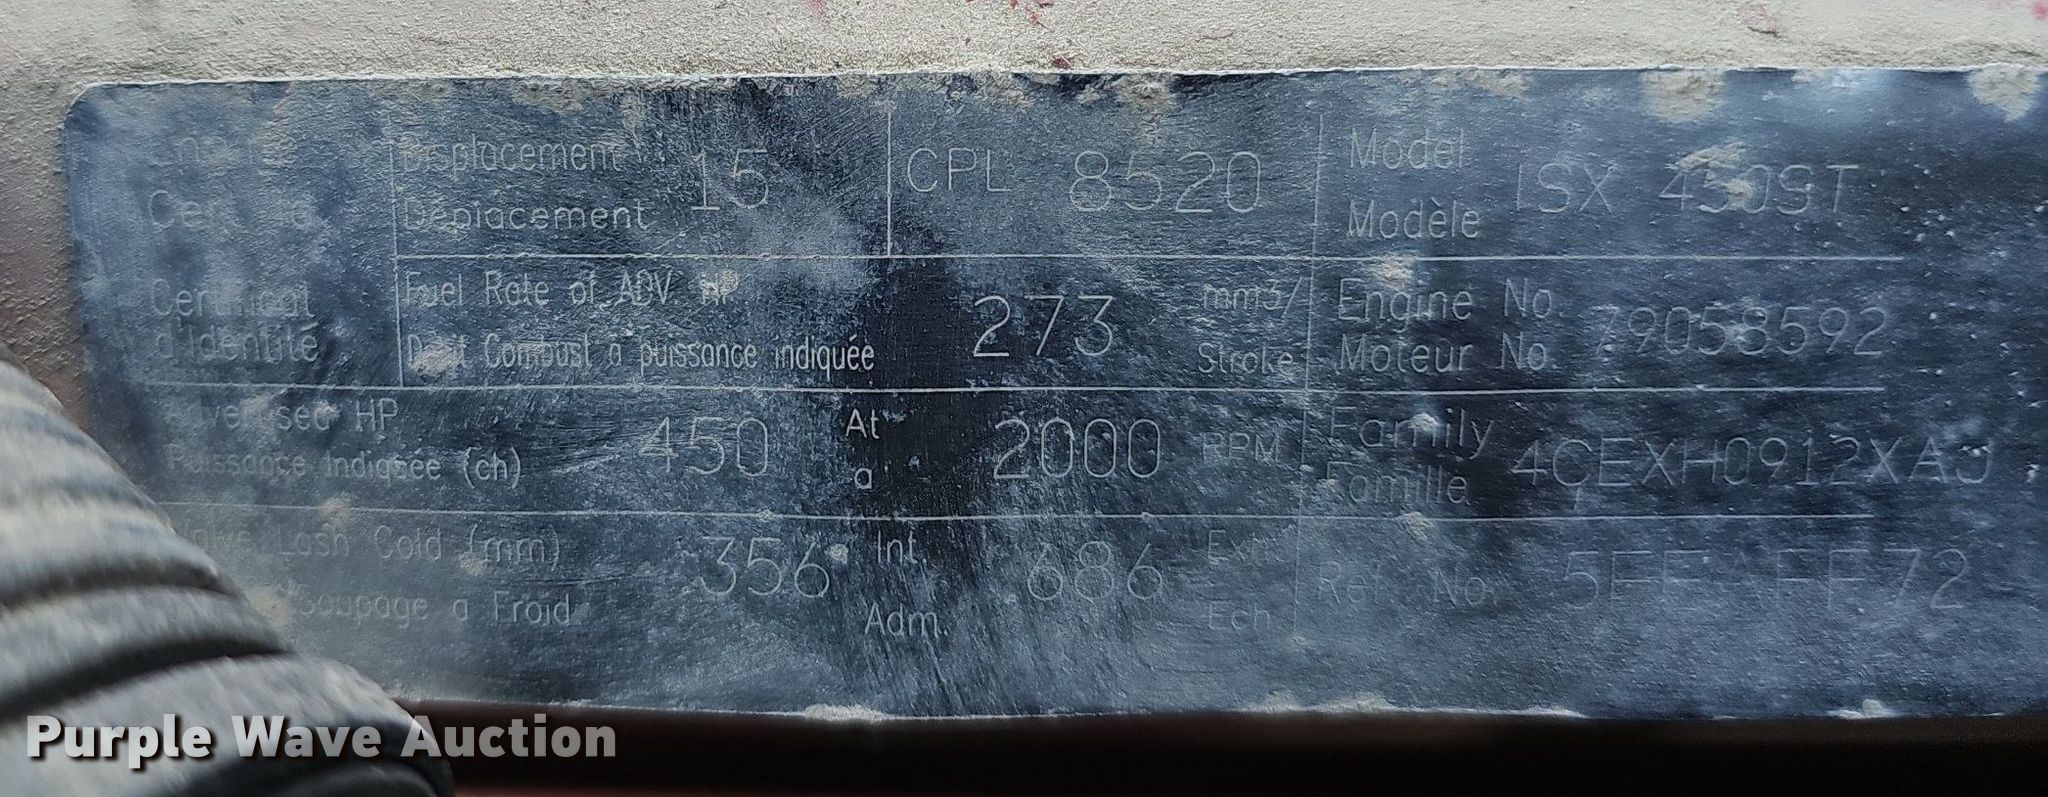 Displacement 15 CPL 8520 Model ISX 450ST
Déplacement Modèle
Certificat
d'Identité
Fuel Rate of ADV. HP 273 mm3/ Engine No. 79058592
Débit Combust à puissance indiquée Stroke Moteur No
Advertised HP 450 At 2000 RPM Family 4CEXH0912XAJ
Puissance Indiquée (ch) a Famille
Valve Lash Cold (mm) .356 Int. .686 Exh
Soupape a Froid Adm. Ech
Ref. No.
Purple Wave Auction